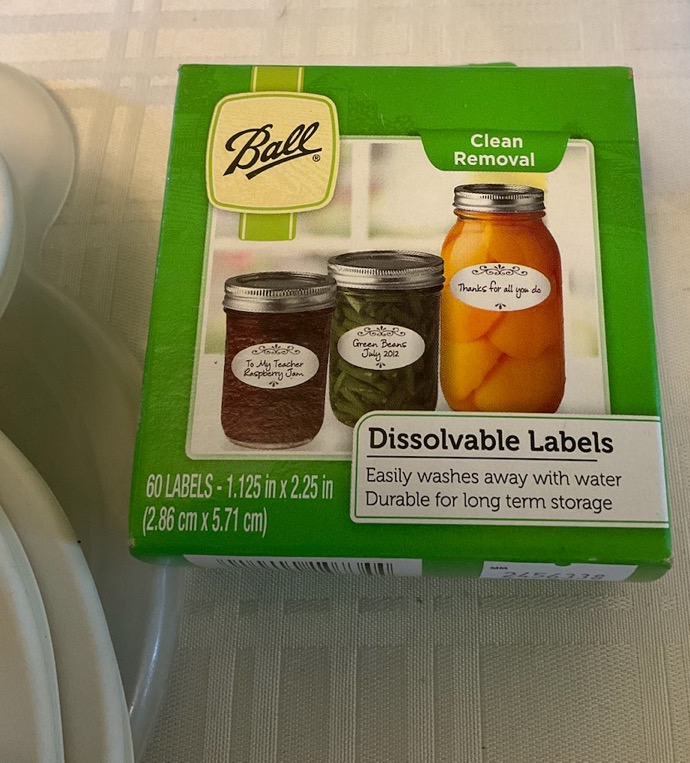 Ball®
Clean
Removal
Thanks for all you do
Green Beans
July 2012
To My Teacher
Raspberry Jam
Dissolvable Labels
Easily washes away with water
Durable for long term storage
60 LABELS - 1.125 in x 2.25 in
(2.86 cm x 5.71 cm)
MM